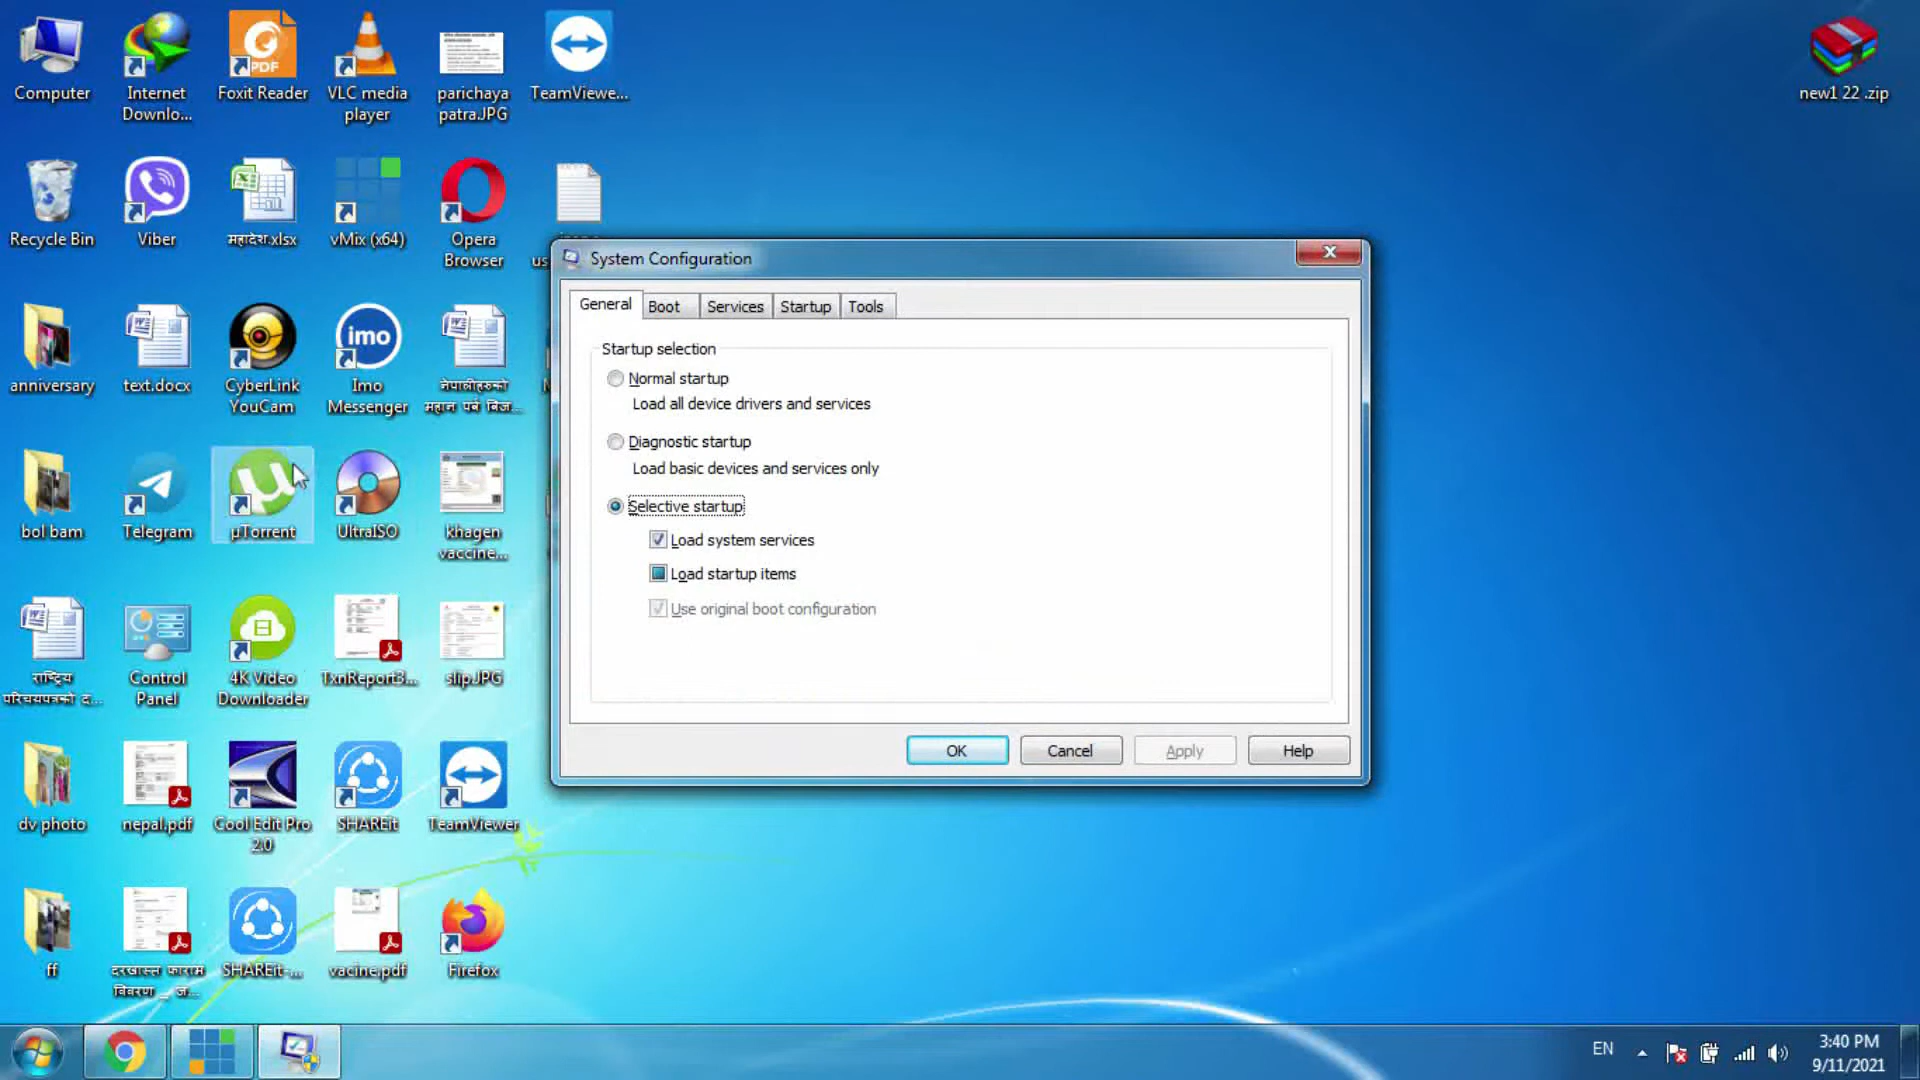 Computer
Internet
Downlo...
Foxit Reader
VLC media
player
parichaya
patra.JPG
TeamViewe...
new1 22 .zip
Recycle Bin
Viber
महादेश.xlsx
vMix (x64)
Opera
Browser
us
System Configuration
General
Boot
Services
Startup
Tools
Startup selection
Normal startup
Load all device drivers and services
Diagnostic startup
Load basic devices and services only
Selective startup
Load system services
Load startup items
Use original boot configuration
OK
Cancel
Apply
Help
anniversary
text.docx
CyberLink
YouCam
imo
Imo
Messenger
नेपालीहरुको
महान पर्व बिज...
bol bam
Telegram
µTorrent
UltraISO
khagen
vaccine...
राष्ट्रिय
परिचयपत्रको द...
Control
Panel
4K Video
Downloader
TxnReport3...
slip.JPG
dv photo
nepal.pdf
Cool Edit Pro
2.0
SHAREit
TeamViewer
ff
दरखास्त फाराम
विवरण _ ज...
SHAREit-...
vacine.pdf
Firefox
PDF
EN
3:40 PM
9/11/2021